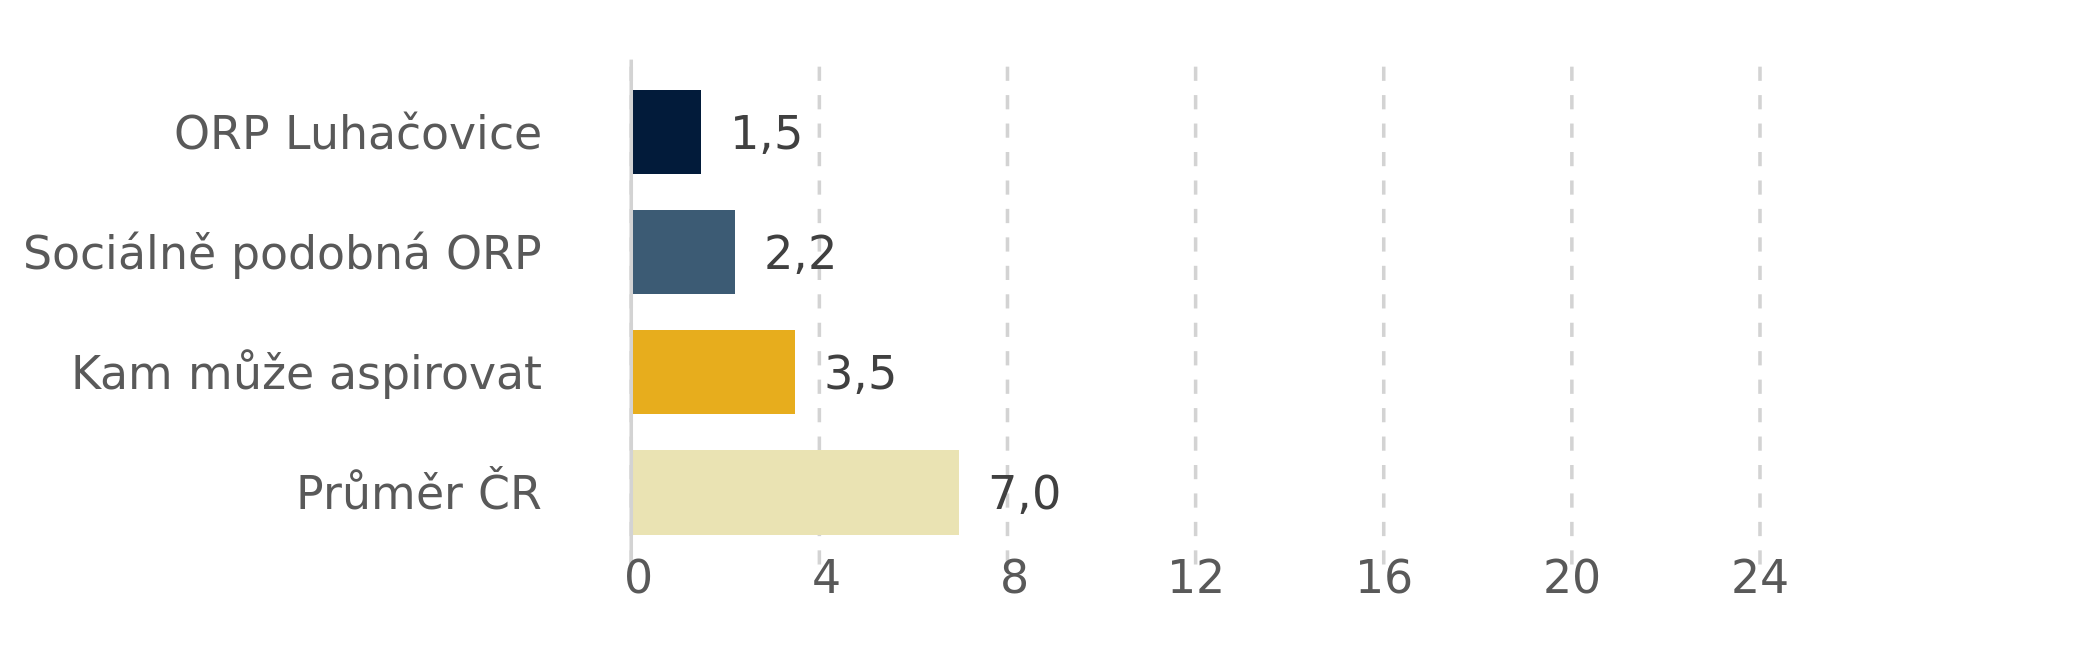 ORP Luhačovice 1,5
Sociálně podobná ORP 2,2
Kam může aspirovat 3,5
Průměr ČR 7,0
0 4 8 12 16 20 24